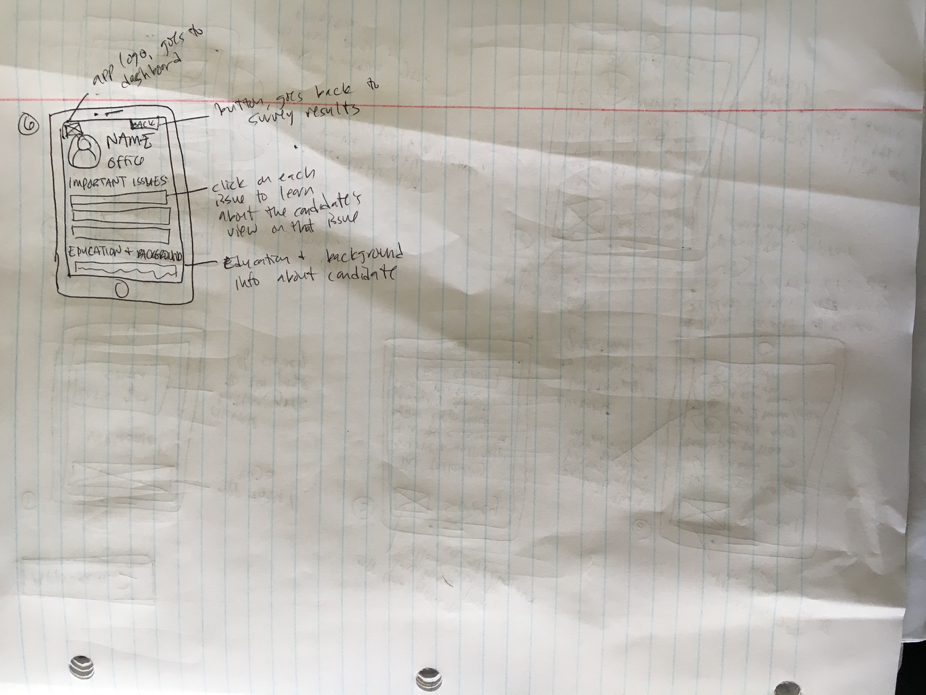 app logo, goes to
dashboard
button, goes back to
survey results
6
BACK
NAME
OFFICE
IMPORTANT ISSUES
click on each
issue to learn
about the candidate's
view on that issue
EDUCATION + BACKGROUND
Education + background
info about candidate